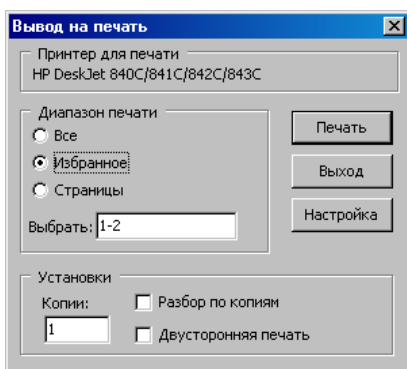 Вывод на печать
Принтер для печати
HP DeskJet 840C/841C/842C/843C
Диапазон печати
Все
Избранное
Страницы
Выбрать: 1-2
Печать
Выход
Настройка
Установки
Копии:
1
Разбор по копиям
Двусторонняя печать